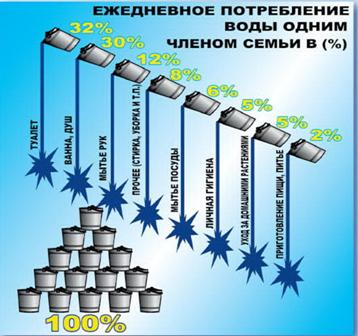 ЕЖЕДНЕВНОЕ ПОТРЕБЛЕНИЕ
ВОДЫ ОДНИМ
ЧЛЕНОМ СЕМЬИ В (%)
32%
30%
12%
8%
6%
5%
5%
2%
ТУАЛЕТ
ВАННА, ДУШ
МЫТЬЕ РУК
ПРОЧЕЕ (СТИРКА, УБОРКА И Т.П.)
МЫТЬЕ ПОСУДЫ
ЛИЧНАЯ ГИГИЕНА
УХОД ЗА ДОМАШНИМИ РАСТЕНИЯМИ
ПРИГОТОВЛЕНИЕ ПИЩИ, ПИТЬЕ
100%